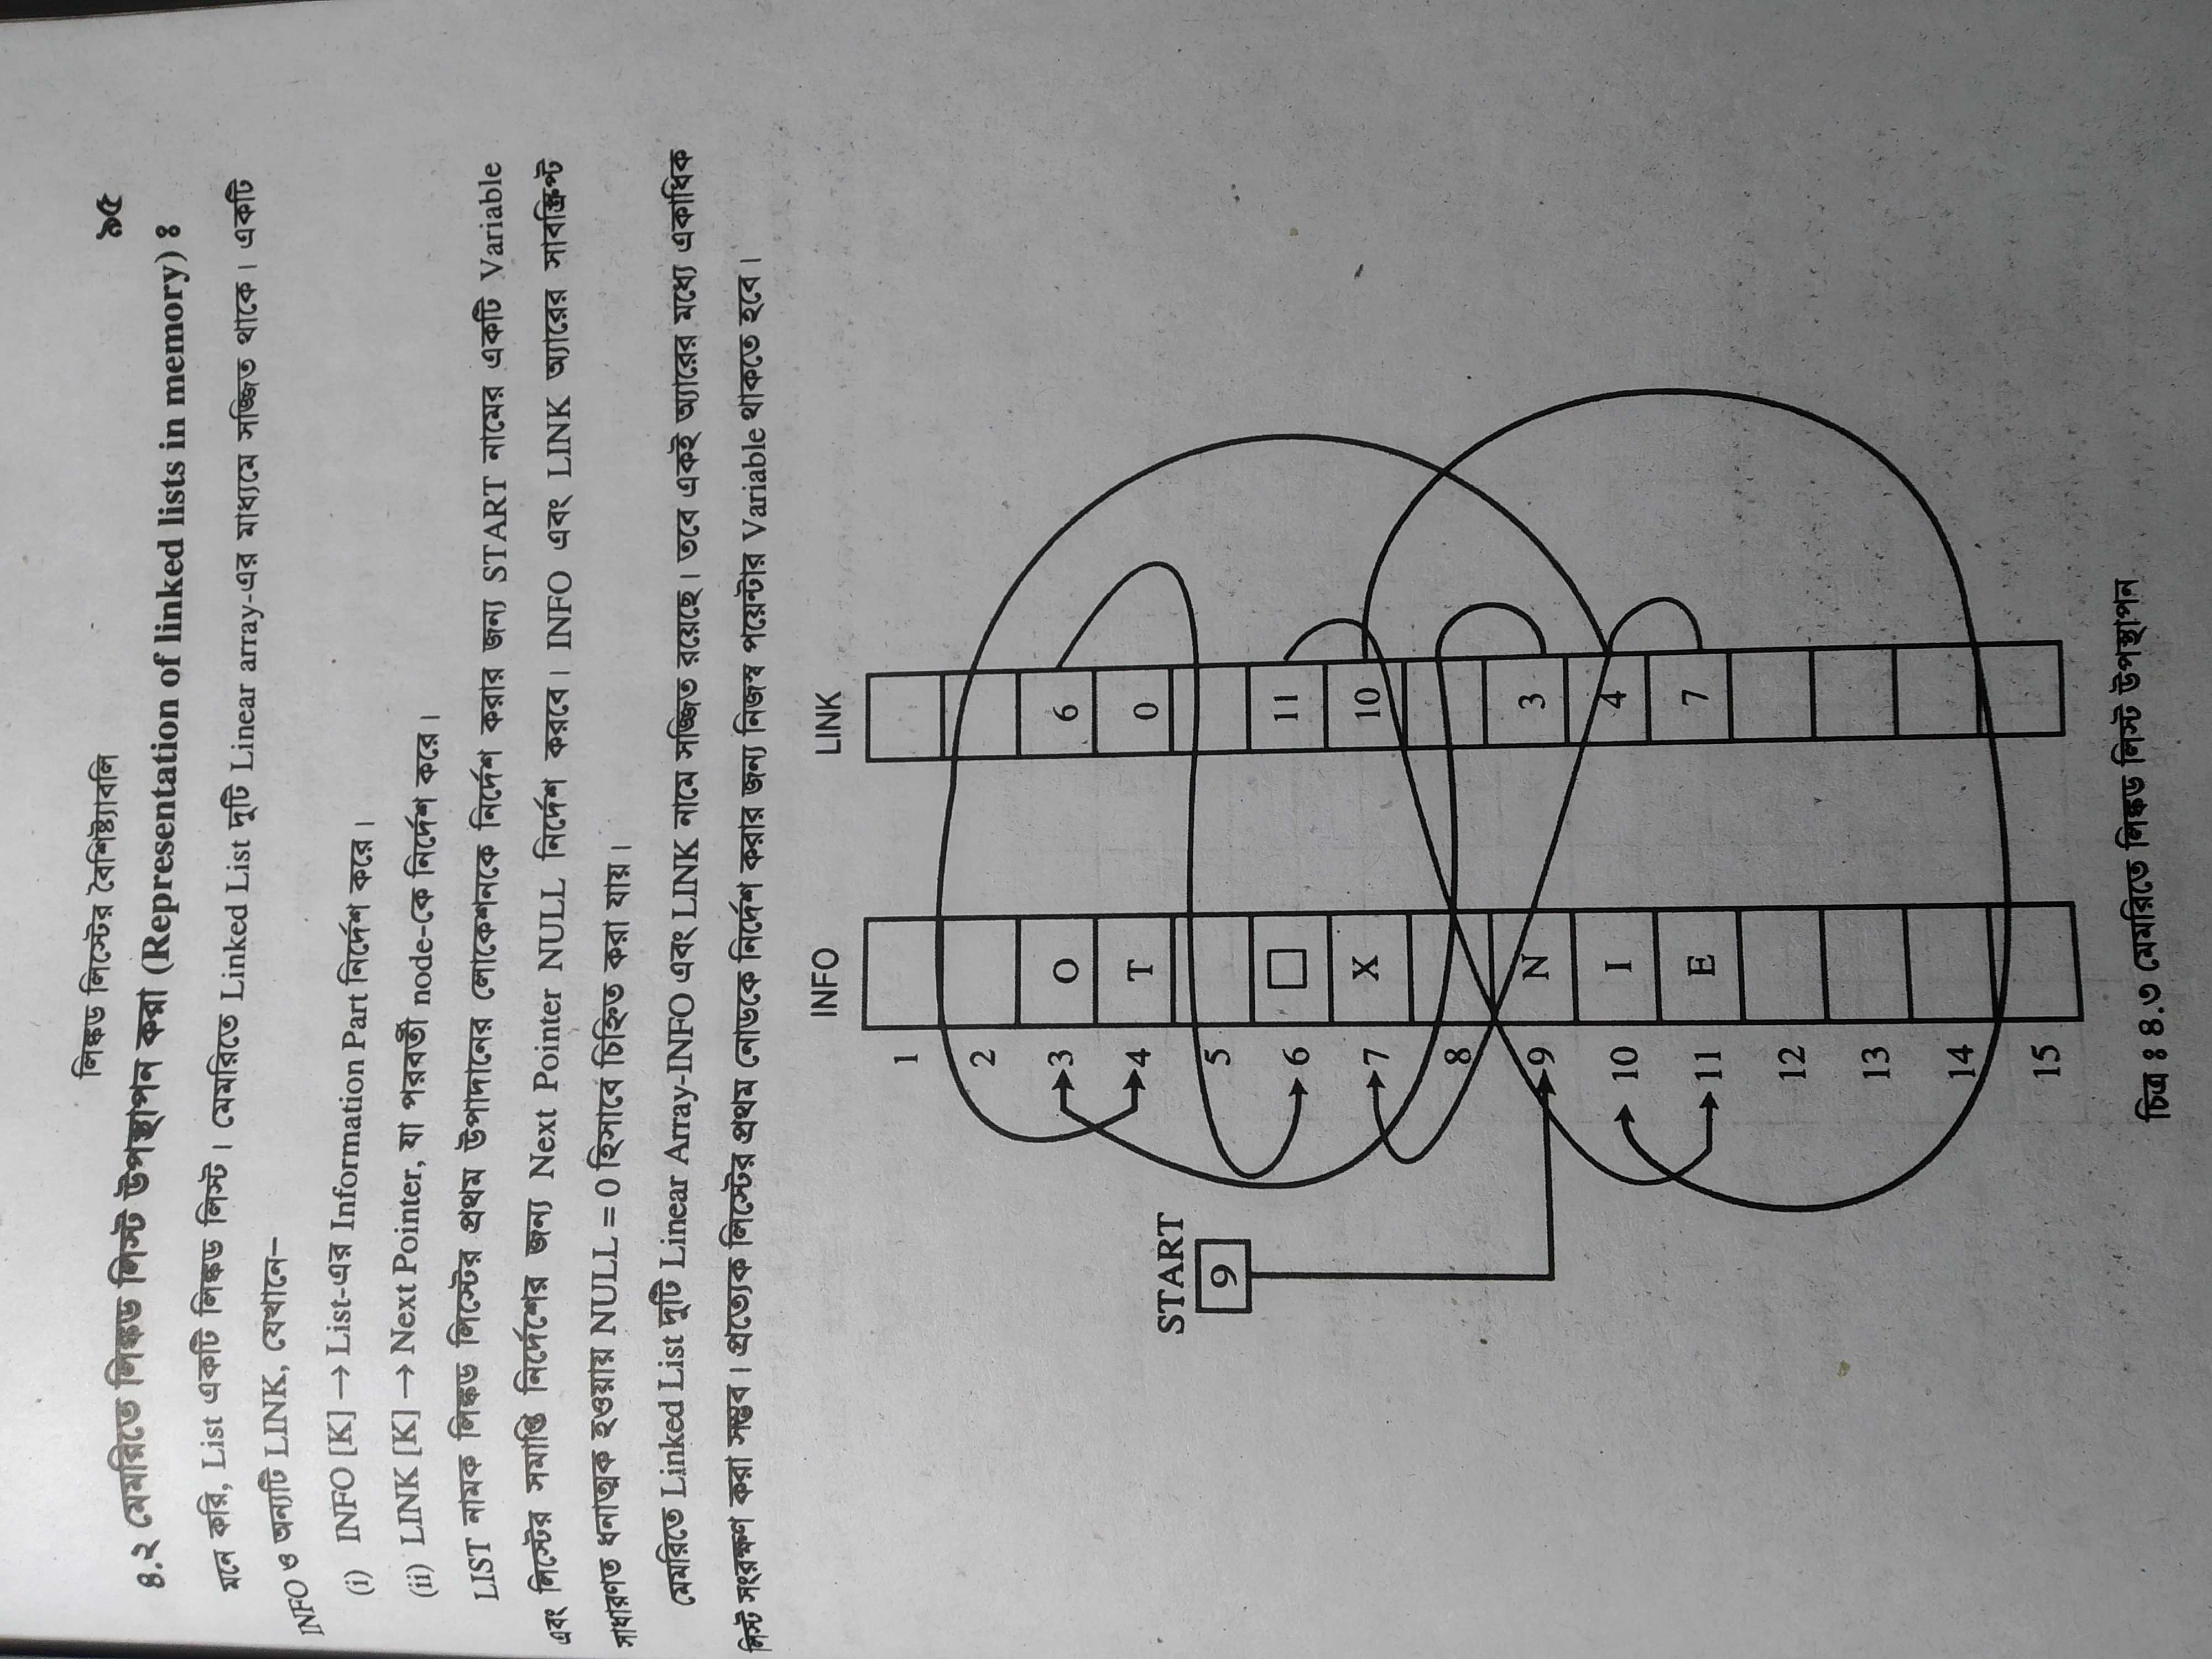 লিঙ্কড লিস্টের বৈশিষ্ট্যাবলি ৯৫
৪.২ মেমরিতে লিঙ্কড লিস্ট উপস্থাপন করা (Representation of linked lists in memory) ঃ
মনে করি, List একটি লিঙ্কড লিস্ট। মেমরিতে Linked List দুটি Linear array-এর মাধ্যমে সজ্জিত থাকে। একটি
INFO ও অন্যটি LINK, যেখানে–
(i) INFO [K] → List-এর Information Part নির্দেশ করে।
(ii) LINK [K] → Next Pointer, যা পরবর্তী node-কে নির্দেশ করে।
LIST নামক লিঙ্কড লিস্টের প্রথম উপাদানের লোকেশনকে নির্দেশ করার জন্য START নামের একটি Variable
এবং লিস্টের সমাপ্তি নির্দেশের জন্য Next Pointer NULL নির্দেশ করবে। INFO এবং LINK অ্যারের সাবস্ক্রিপ্ট
সাধারণত ধনাত্মক হওয়ায় NULL = 0 হিসাবে চিহ্নিত করা যায়।
মেমরিতে Linked List দুটি Linear Array-INFO এবং LINK নামে সজ্জিত রয়েছে। তবে একই অ্যারের মধ্যে একাধিক
লিস্ট সংরক্ষণ করা সম্ভব। প্রত্যেক লিস্টের প্রথম নোডকে নির্দেশ করার জন্য নিজস্ব পয়েন্টার Variable থাকতে হবে।
INFO LINK
1
2
3 O 6
START 4 T 0
9 5
6 □ 11
7 X 10
8
9 N 3
10 I 4
11 E 7
12
13
14
15
চিত্র ঃ ৪.৩ মেমরিতে লিঙ্কড লিস্ট উপস্থাপন